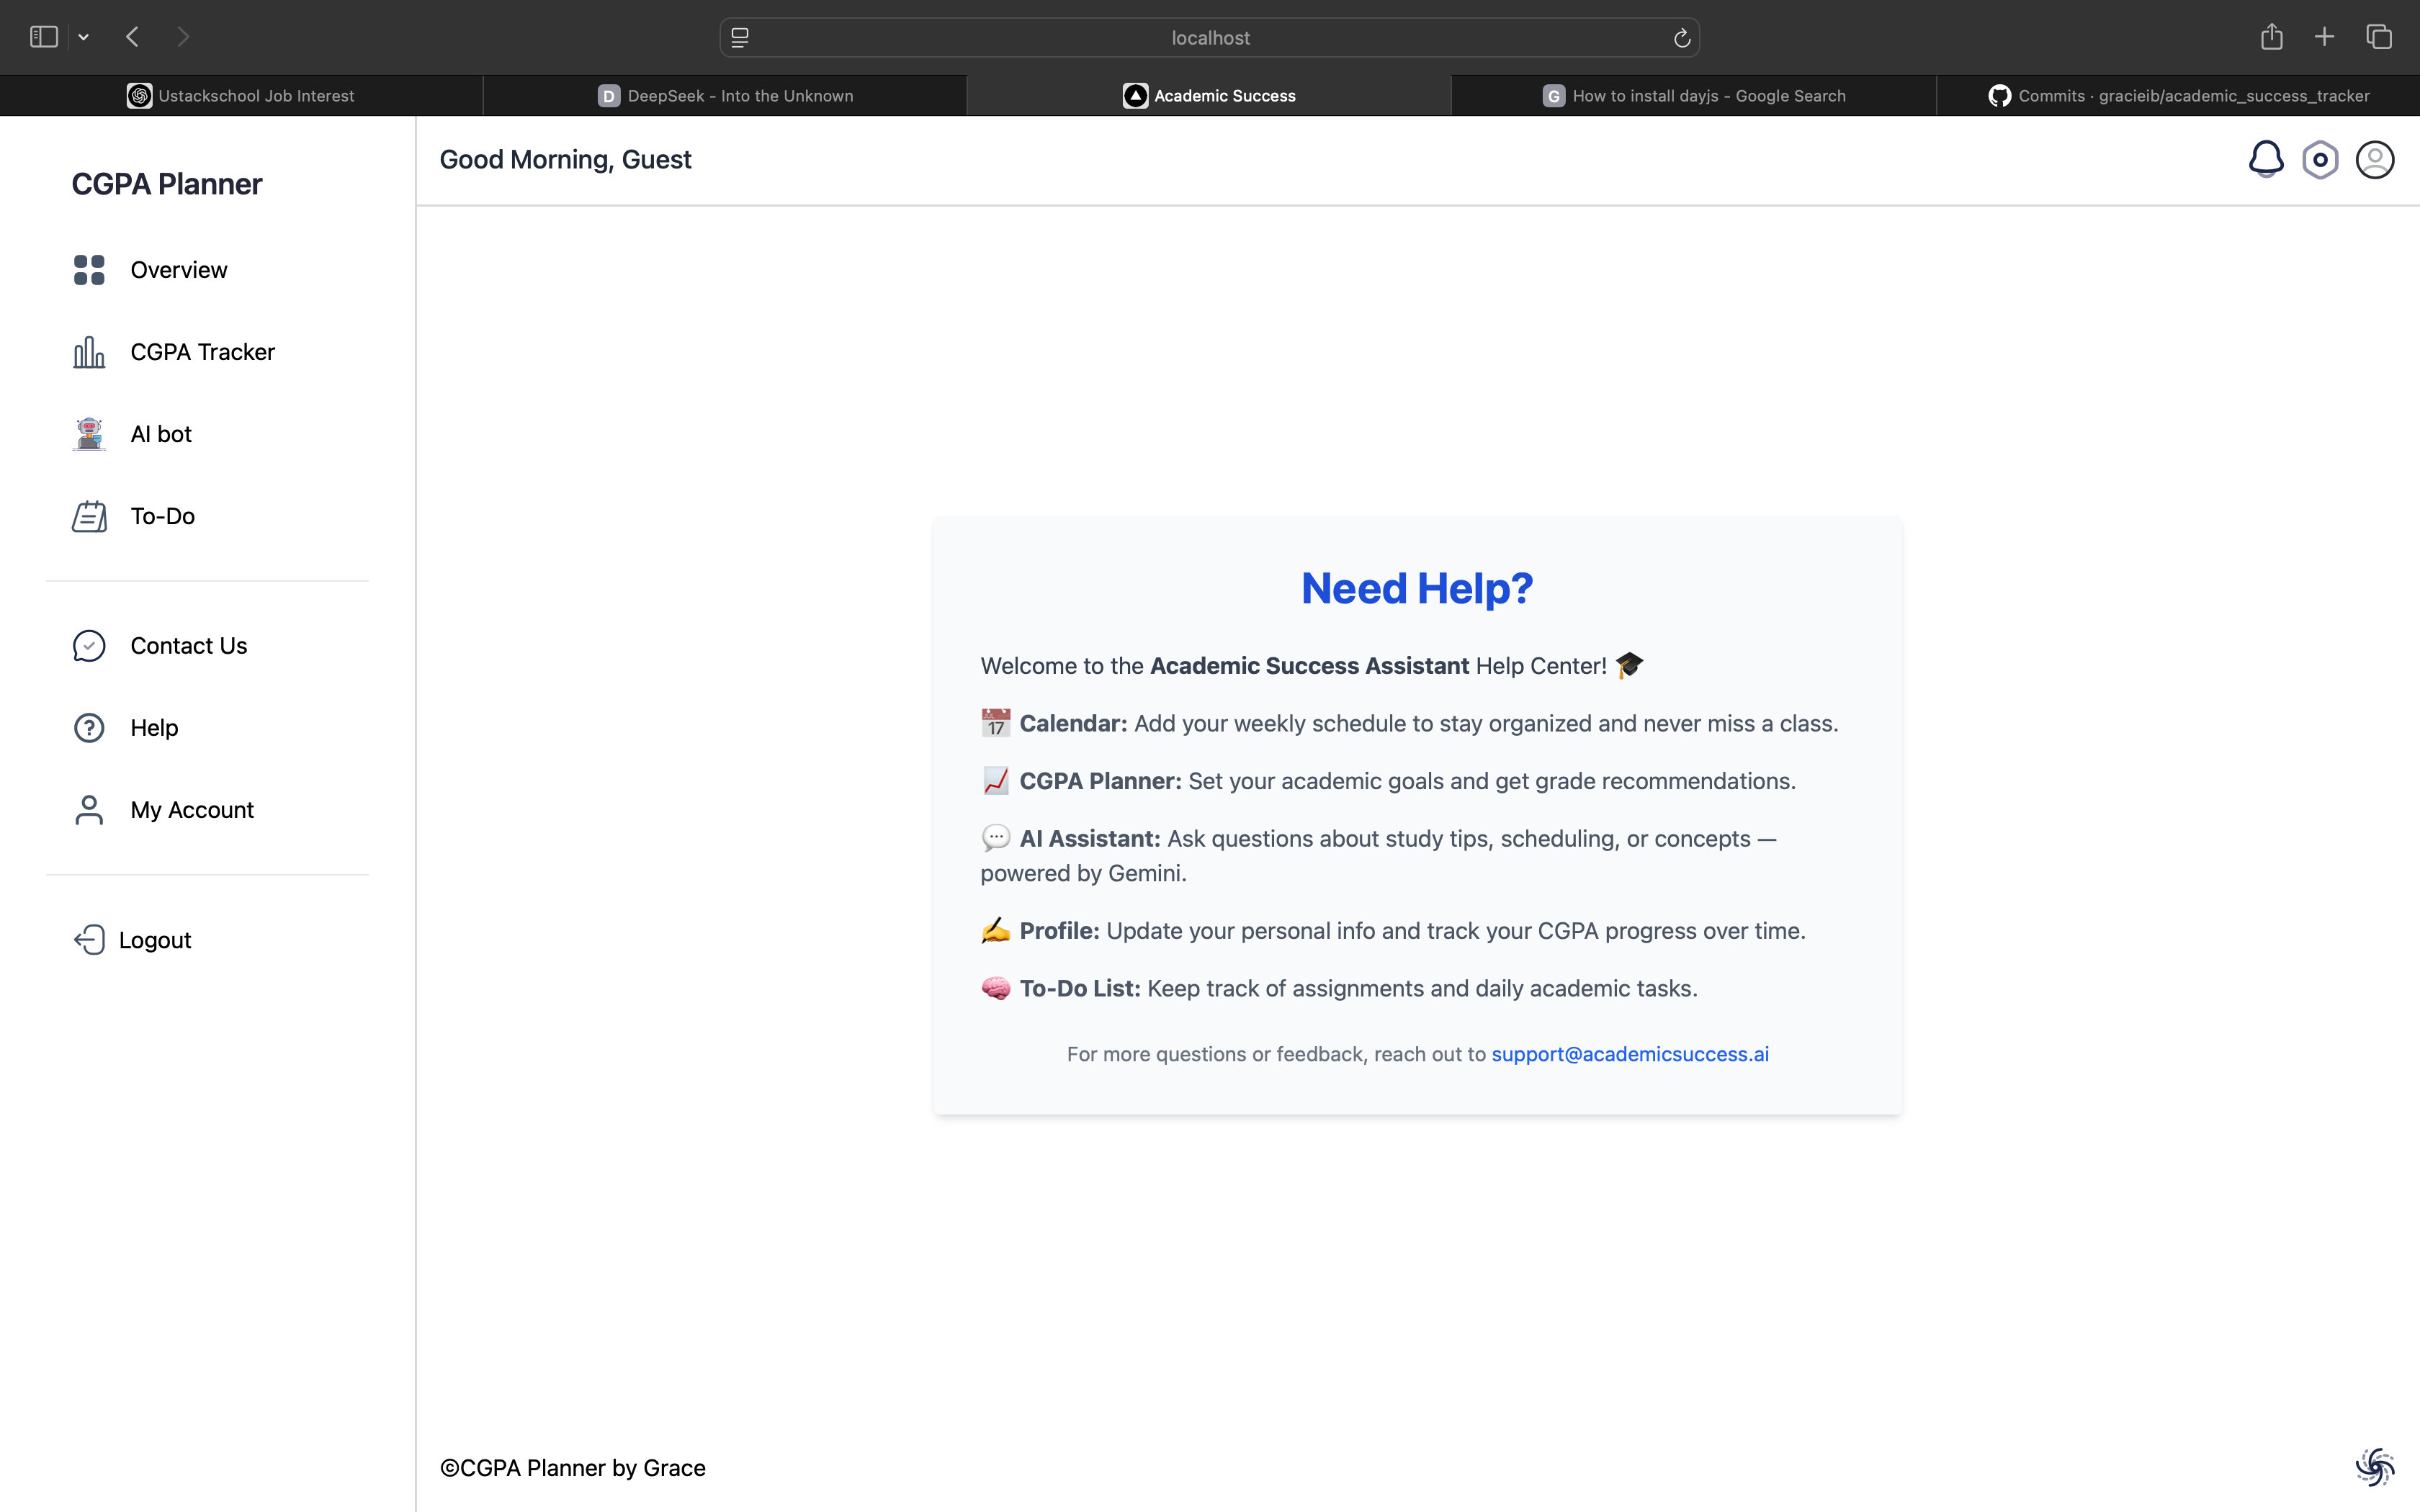 localhost
Ustackschool Job Interest
D DeepSeek - Into the Unknown
Academic Success
G How to install dayjs - Google Search
Commits · gracieib/academic_success_tracker
CGPA Planner
Good Morning, Guest
Overview
CGPA Tracker
AI bot
To-Do
Contact Us
Help
My Account
Logout
Need Help?
Welcome to the Academic Success Assistant Help Center! 🎓
📅 Calendar: Add your weekly schedule to stay organized and never miss a class.
📈 CGPA Planner: Set your academic goals and get grade recommendations.
💬 AI Assistant: Ask questions about study tips, scheduling, or concepts —
powered by Gemini.
✍️ Profile: Update your personal info and track your CGPA progress over time.
🧠 To-Do List: Keep track of assignments and daily academic tasks.
For more questions or feedback, reach out to support@academicsuccess.ai
©CGPA Planner by Grace